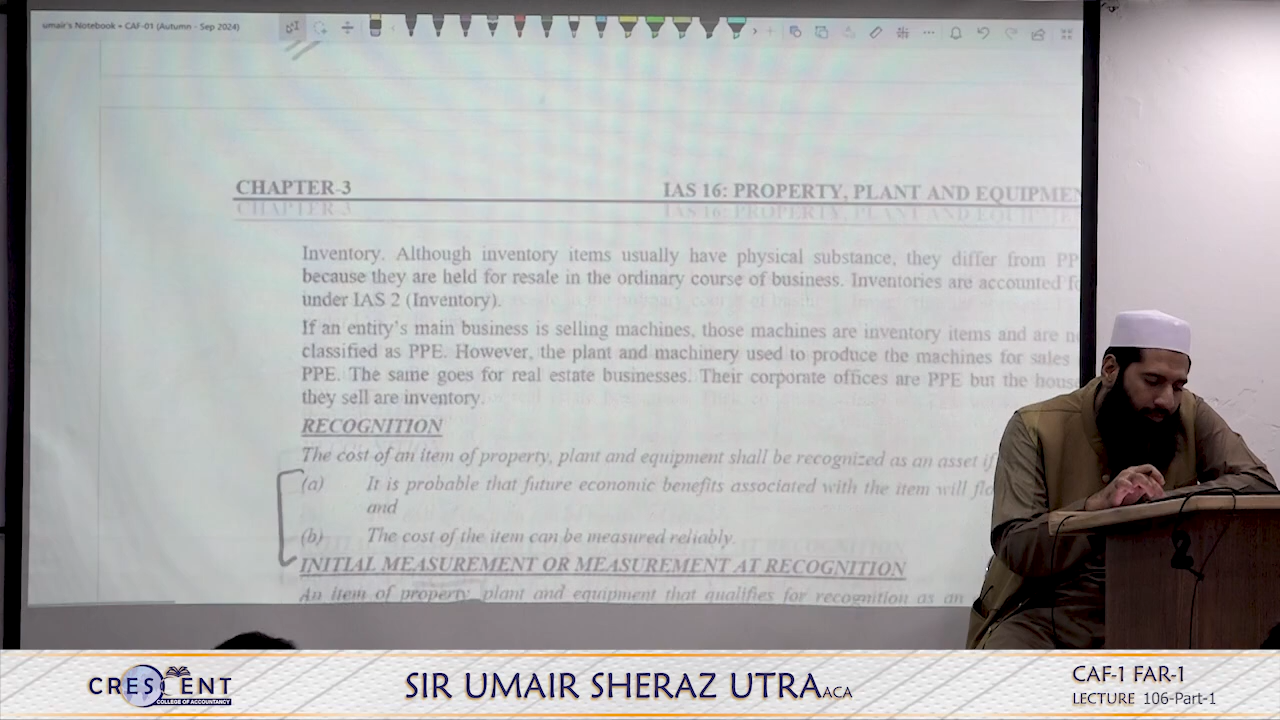 umair's Notebook - CAF-01 (Autumn - Sep 2024)
CHAPTER-3 IAS 16: PROPERTY, PLANT AND EQUIPMEN
Inventory. Although inventory items usually have physical substance, they differ from PP
because they are held for resale in the ordinary course of business. Inventories are accounted f
under IAS 2 (Inventory).
If an entity's main business is selling machines, those machines are inventory items and are n
classified as PPE. However, the plant and machinery used to produce the machines for sales
PPE. The same goes for real estate businesses. Their corporate offices are PPE but the hous
they sell are inventory.
RECOGNITION
The cost of an item of property, plant and equipment shall be recognized as an asset if
(a) It is probable that future economic benefits associated with the item will flo
and
(b) The cost of the item can be measured reliably.
INITIAL MEASUREMENT OR MEASUREMENT AT RECOGNITION
An item of property, plant and equipment that qualifies for recognition as an
CRESCENT
COLLEGE OF ACCOUNTANCY
SIR UMAIR SHERAZ UTRA ACA
CAF-1 FAR-1
LECTURE 106-Part-1